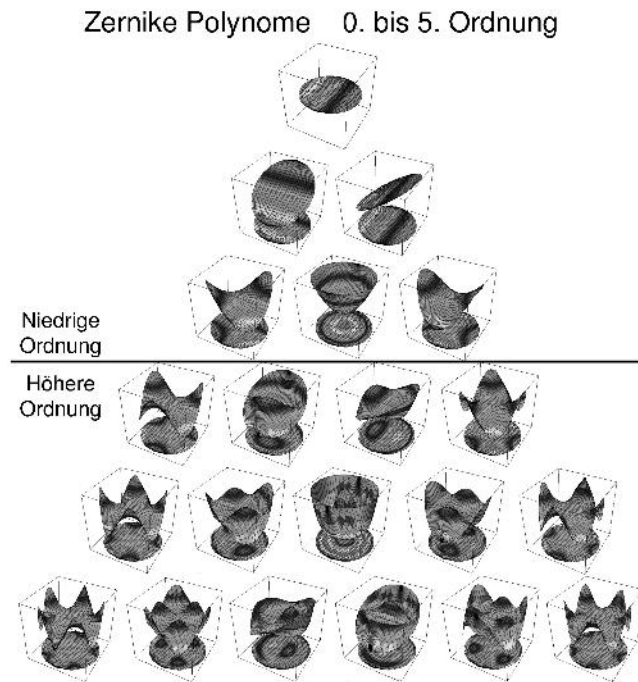 Zernike Polynome 0. bis 5. Ordnung
Niedrige
Ordnung
Höhere
Ordnung